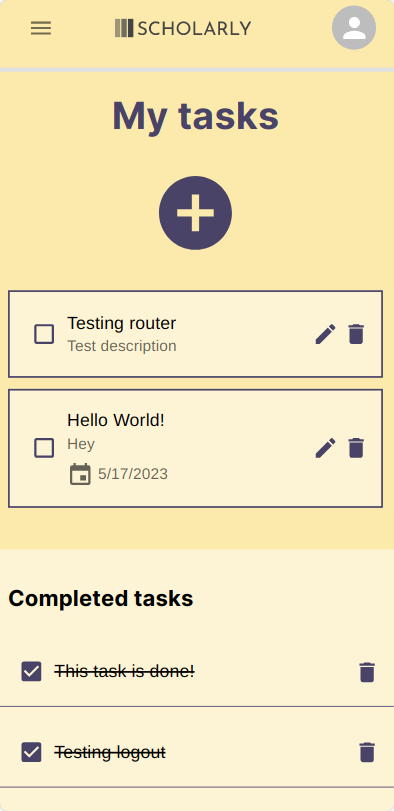 SCHOLARLY
My tasks
Testing router
Test description
Hello World!
Hey
5/17/2023
Completed tasks
This task is done!
Testing logout